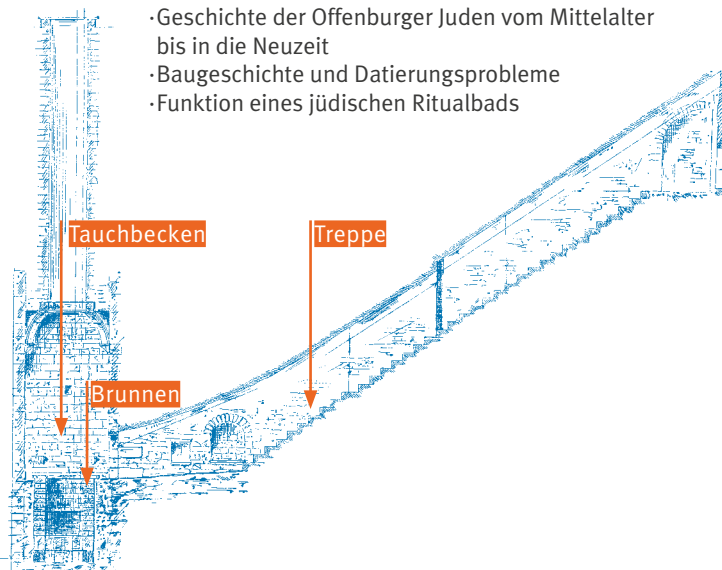 ·Geschichte der Offenburger Juden vom Mittelalter
bis in die Neuzeit
·Baugeschichte und Datierungsprobleme
·Funktion eines jüdischen Ritualbads
Tauchbecken
Treppe
Brunnen